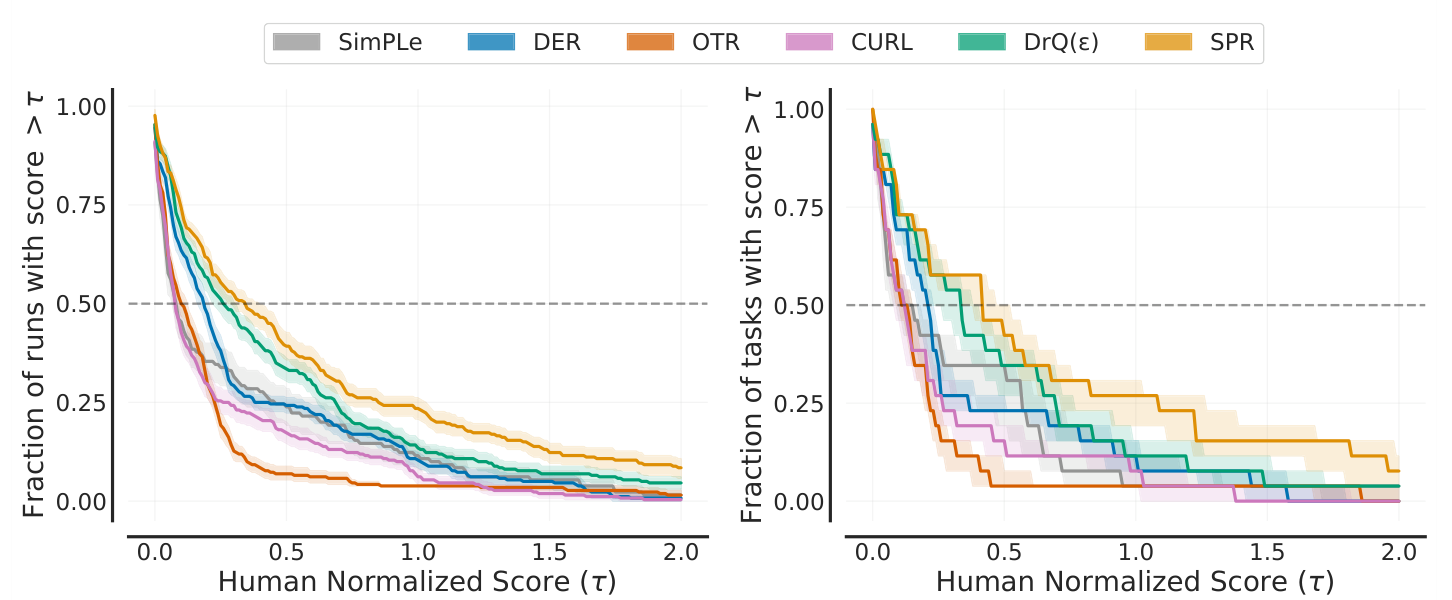 SimPLe DER OTR CURL DrQ(ε) SPR
Fraction of runs with score > τ
1.00
0.75
0.50
0.25
0.00
0.0 0.5 1.0 1.5 2.0
Human Normalized Score (τ)
Fraction of tasks with score > τ
1.00
0.75
0.50
0.25
0.00
0.0 0.5 1.0 1.5 2.0
Human Normalized Score (τ)